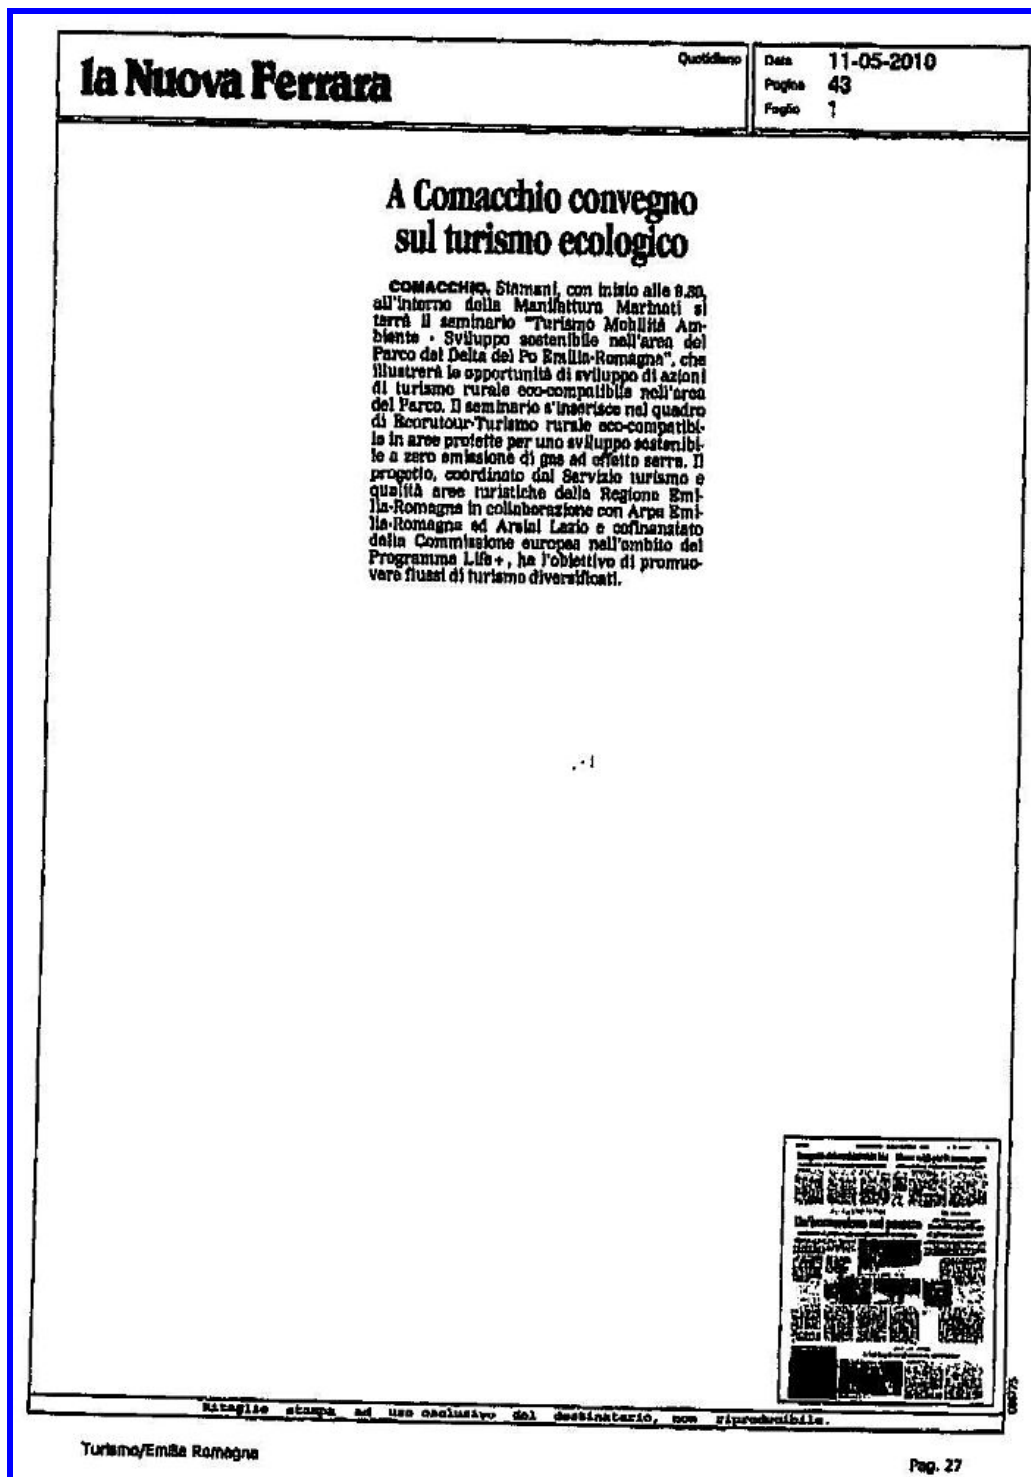 la Nuova Ferrara
Quotidiano
Data 11-05-2010
Pagina 43
Foglio 1
A Comacchio convegno
sul turismo ecologico
COMACCHIO. Stamani, con inizio alle 9.30,
all'interno della Manifattura Marinati si
terrà il seminario "Turismo Mobilità Am-
biente - Sviluppo sostenibile nell'area del
Parco del Delta del Po Emilia-Romagna", che
illustrerà le opportunità di sviluppo di azioni
di turismo rurale eco-compatibile nell'area
del Parco. Il seminario s'inserisce nel quadro
di Ecorutour-Turismo rurale eco-compatibi-
le in aree protette per uno sviluppo sostenibi-
le a zero emissione di gas ad effetto serra. Il
progetto, coordinato dal Servizio turismo e
qualità aree turistiche della Regione Emi-
lia-Romagna in collaborazione con Arpa Emi-
lia-Romagna ed Arsial Lazio e cofinanziato
dalla Commissione europea nell'ambito del
Programma Life+, ha l'obiettivo di promuo-
vere flussi di turismo diversificati.
Ritaglio stampa ad uso esclusivo del destinatario, non riproducibile.
Turismo/Emilia Romagna
Pag. 27